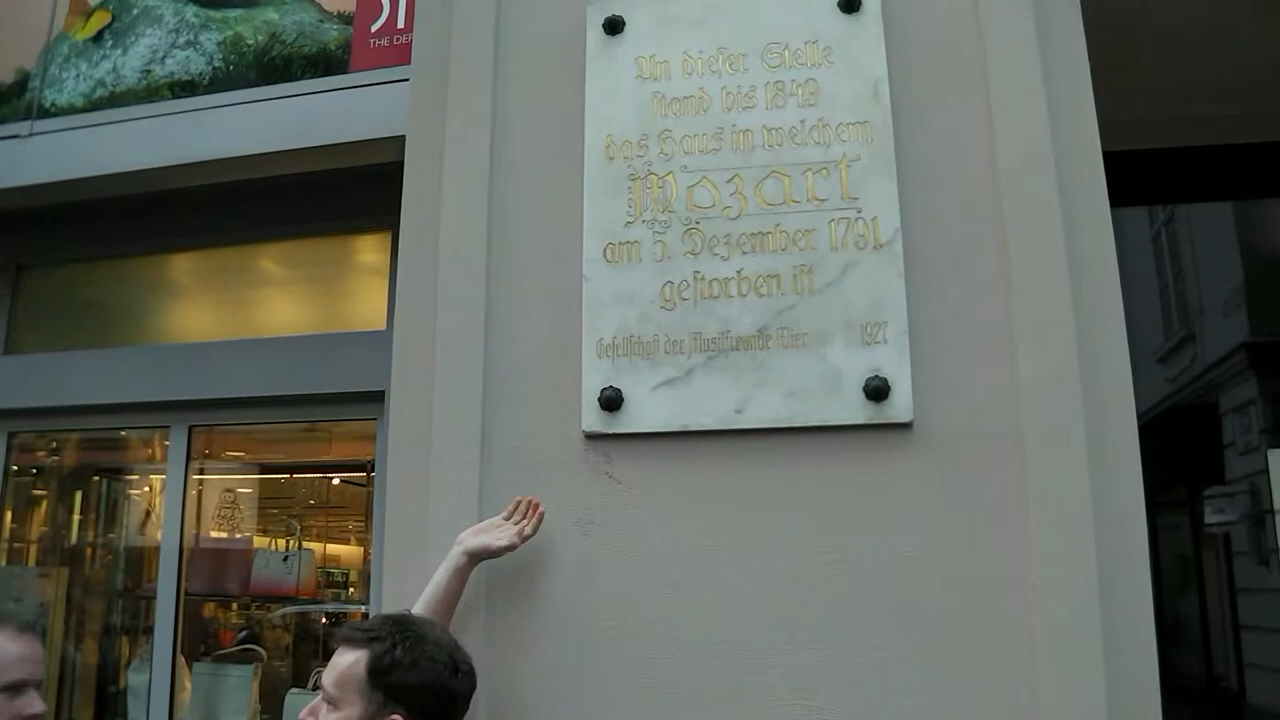 THE DEP
An dieser Stelle
stand bis 1849
das Haus in welchem
Mozart
am 5. Dezember 1791
gestorben ist.
Gesellschaft der Musikfreunde Wien 1927